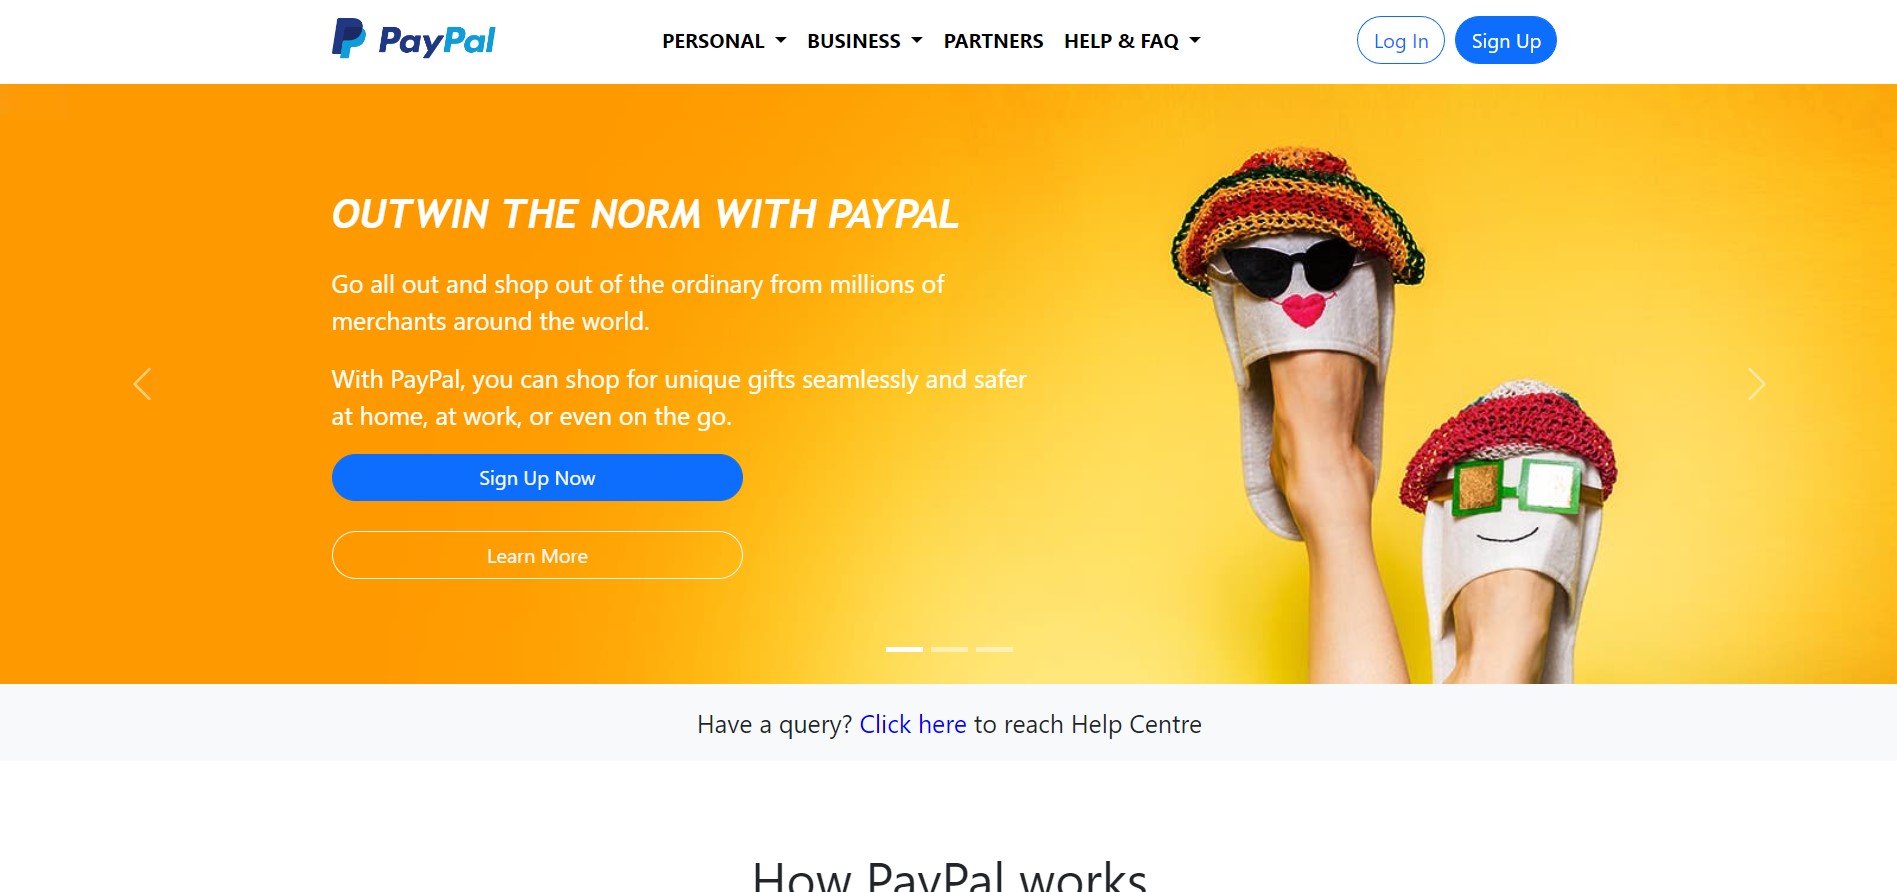 PayPal
PERSONAL
BUSINESS
PARTNERS
HELP & FAQ
Log In
Sign Up
OUTWIN THE NORM WITH PAYPAL
Go all out and shop out of the ordinary from millions of
merchants around the world.
With PayPal, you can shop for unique gifts seamlessly and safer
at home, at work, or even on the go.
Sign Up Now
Learn More
Have a query? Click here to reach Help Centre
How PayPal works